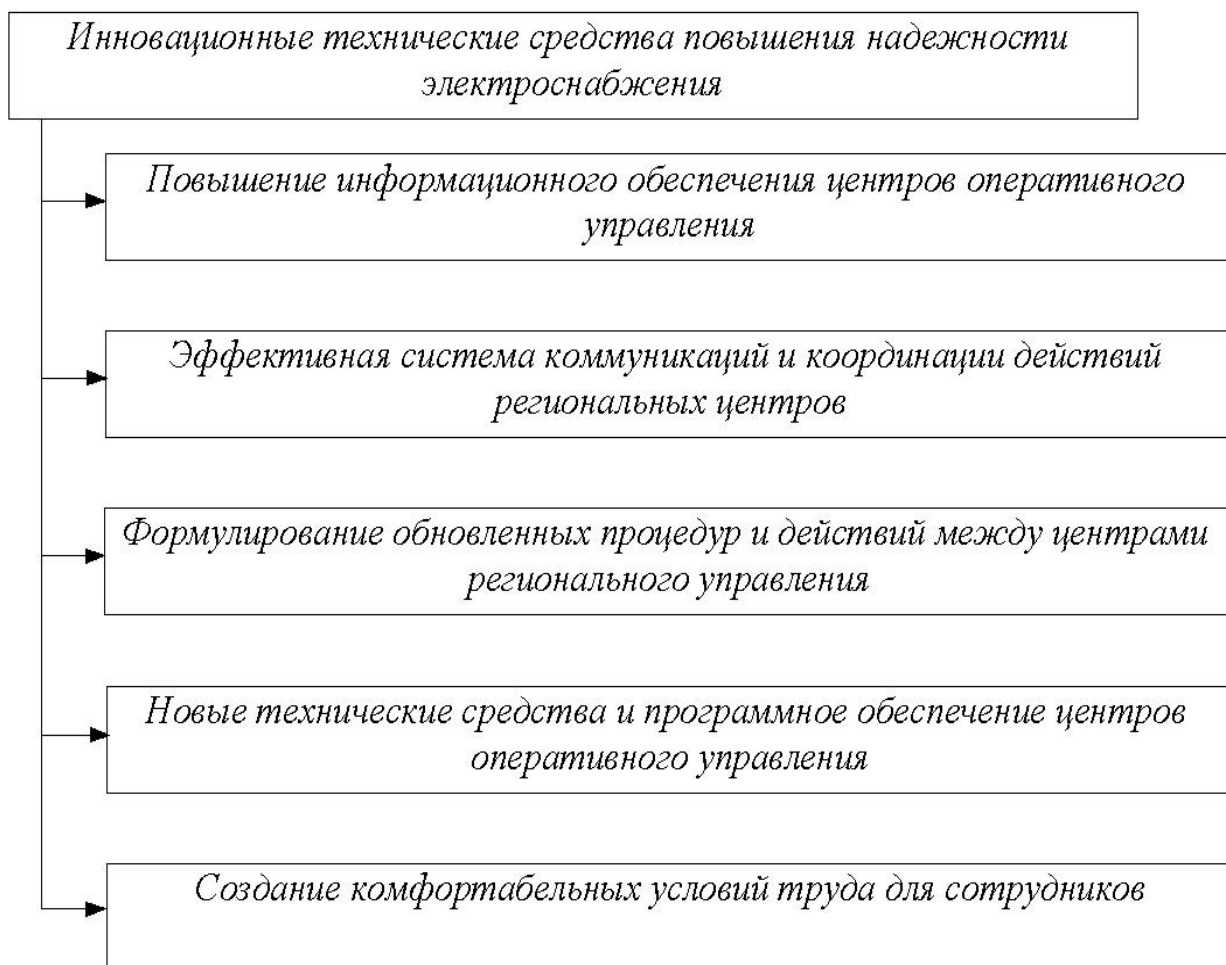 Инновационные технические средства повышения надежности
электроснабжения
Повышение информационного обеспечения центров оперативного
управления
Эффективная система коммуникаций и координации действий
региональных центров
Формулирование обновленных процедур и действий между центрами
регионального управления
Новые технические средства и программное обеспечение центров
оперативного управления
Создание комфортабельных условий труда для сотрудников